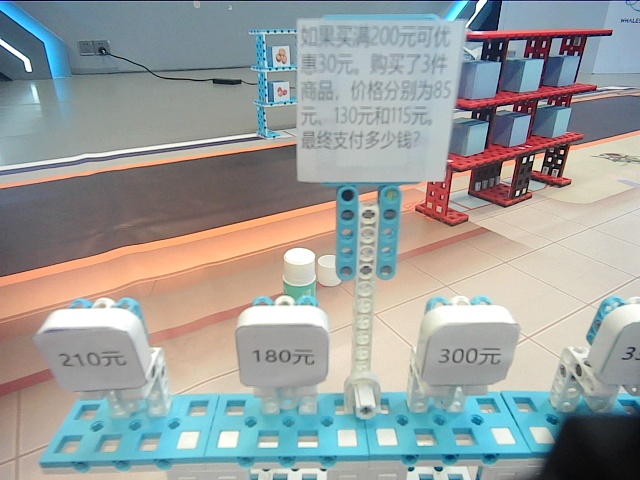 如果买满200元可优
惠30元。购买了3件
商品，价格分别为85
元、130元和115元。
最终支付多少钱?
210元
180元
300元